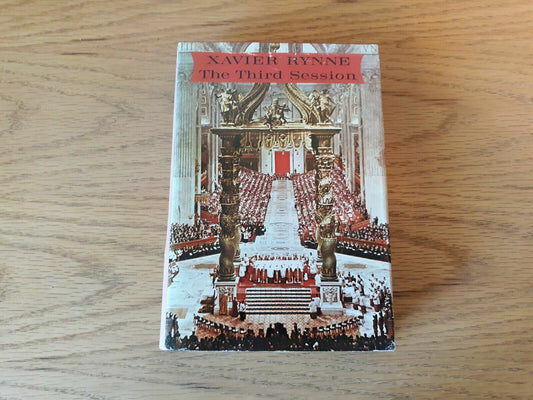 XAVIER RYNNE
The Third Session